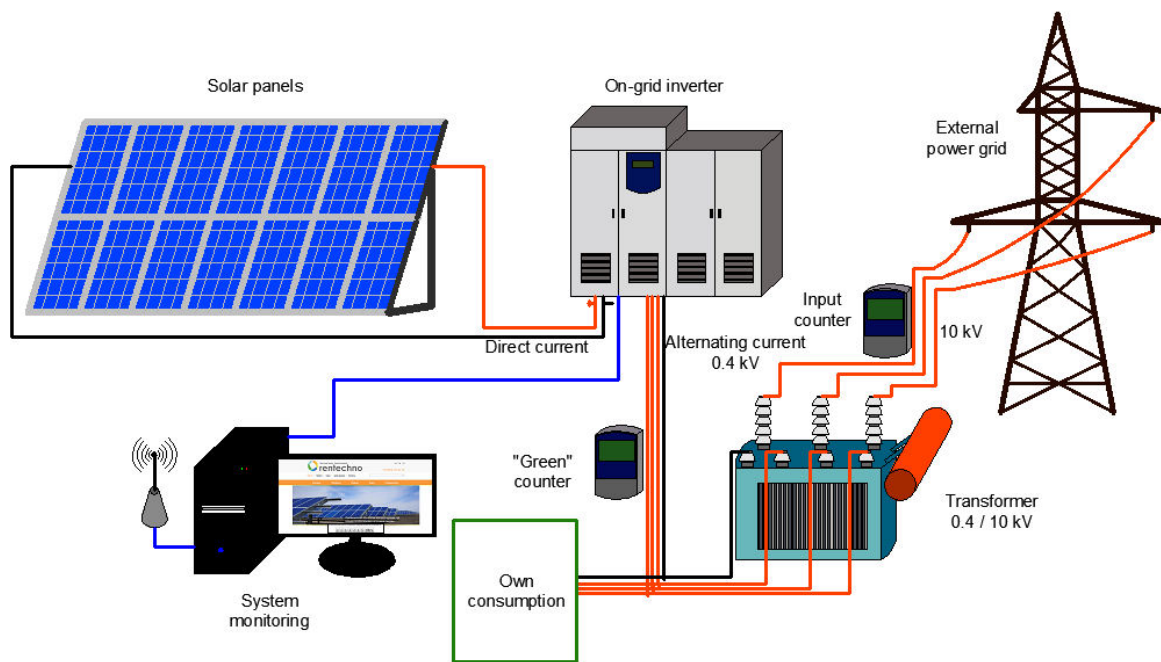 Solar panels
On-grid inverter
External
power grid
Input
counter
10 kV
Direct current
Alternating current
0.4 kV
"Green"
counter
rentechno
Transformer
0.4 / 10 kV
Own
consumption
System
monitoring